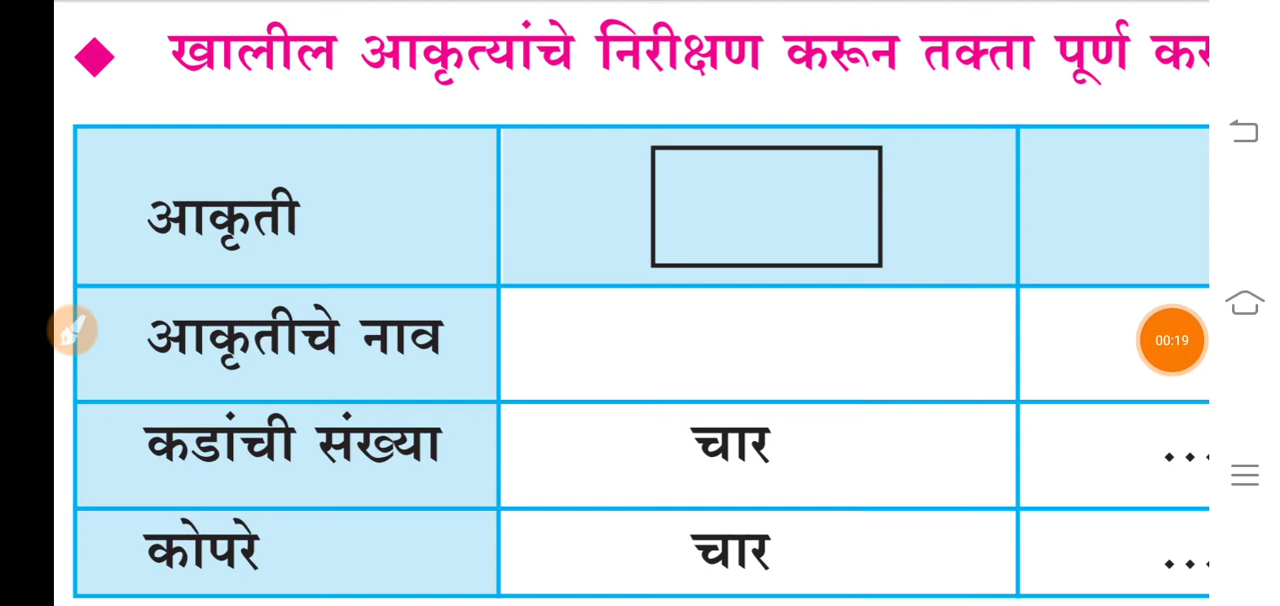 खालील आकृत्यांचे निरीक्षण करून तक्ता पूर्ण
आकृती
आकृतीचे नाव
कडांची संख्या चार ...
कोपरे चार ...
00:19